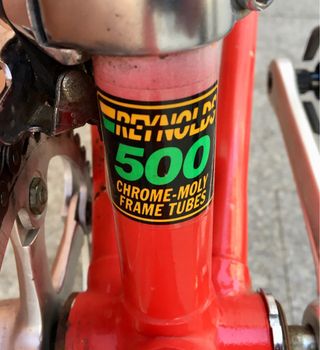 REYNOLDS
500
CHROME-MOLY
FRAME TUBES